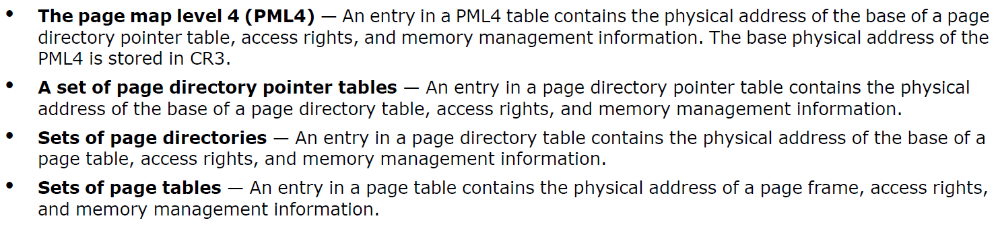 • The page map level 4 (PML4) — An entry in a PML4 table contains the physical address of the base of a page
directory pointer table, access rights, and memory management information. The base physical address of the
PML4 is stored in CR3.
• A set of page directory pointer tables — An entry in a page directory pointer table contains the physical
address of the base of a page directory table, access rights, and memory management information.
• Sets of page directories — An entry in a page directory table contains the physical address of the base of a
page table, access rights, and memory management information.
• Sets of page tables — An entry in a page table contains the physical address of a page frame, access rights,
and memory management information.